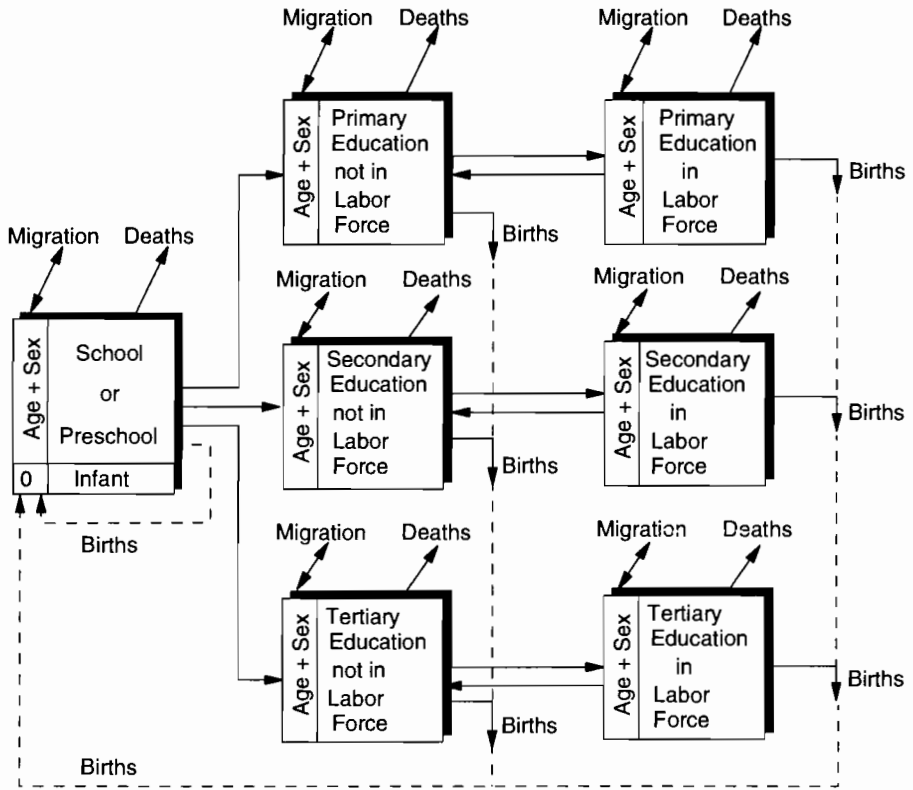 Migration Deaths
Migration Deaths
Age + Sex
Primary
Education
not in
Labor
Force
Age + Sex
Primary
Education
in
Labor
Force
Births
Births
Migration Deaths
Age + Sex
School
or
Preschool
0 Infant
Births
Migration Deaths
Migration Deaths
Age + Sex
Secondary
Education
not in
Labor
Force
Age + Sex
Secondary
Education
in
Labor
Force
Births
Births
Migration Deaths
Migration Deaths
Age + Sex
Tertiary
Education
not in
Labor
Force
Age + Sex
Tertiary
Education
in
Labor
Force
Births
Births
Births